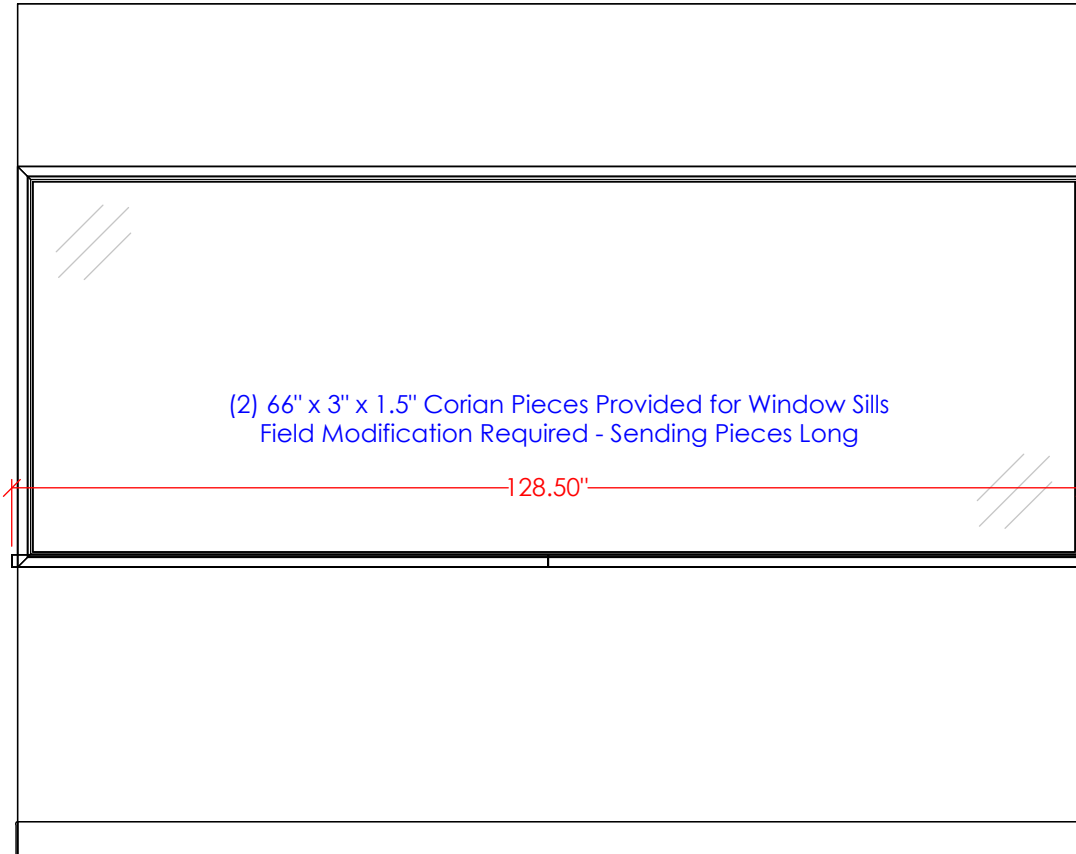 (2) 66" x 3" x 1.5" Corian Pieces Provided for Window Sills
Field Modification Required - Sending Pieces Long
128.50"